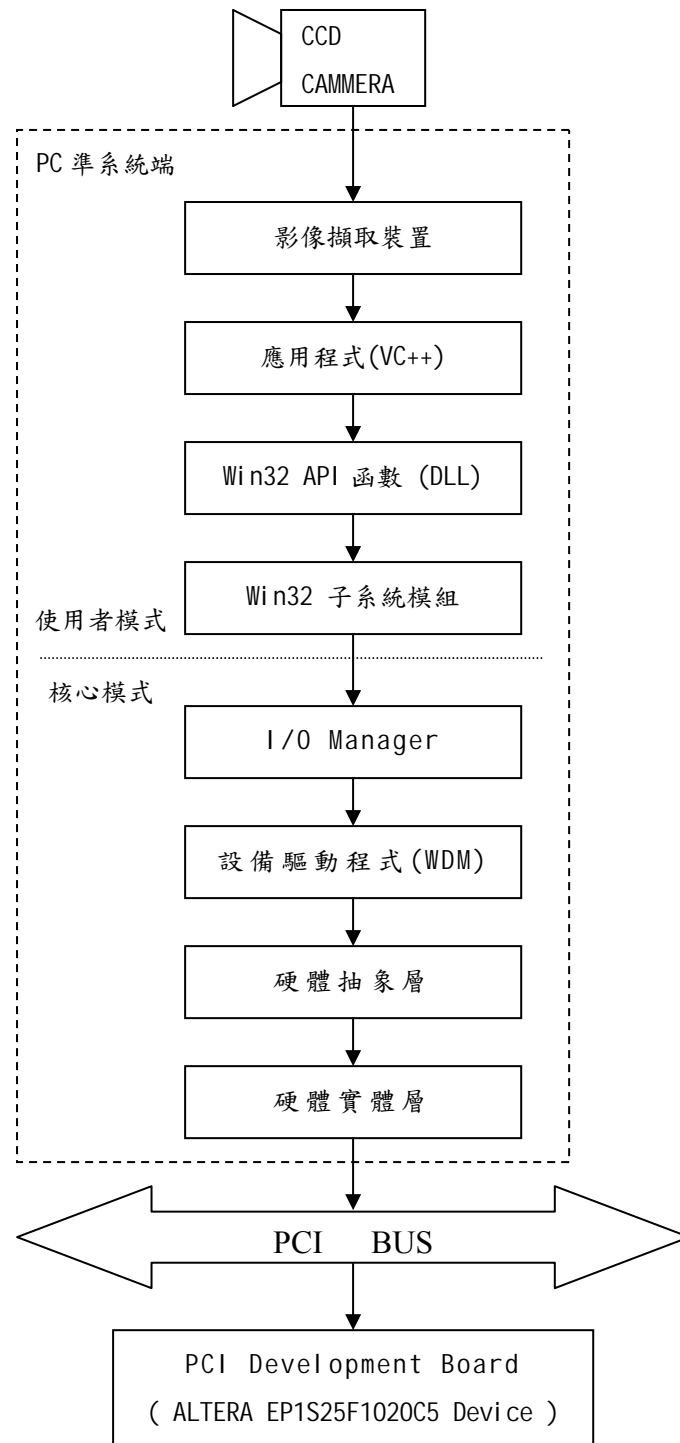 CCD
CAMMERA
PC 準系統端
影像擷取裝置
應用程式(VC++)
Win32 API 函數 (DLL)
Win32 子系統模組
使用者模式
核心模式
I/O Manager
設備驅動程式(WDM)
硬體抽象層
硬體實體層
PCI BUS
PCI Development Board
( ALTERA EP1S25F1020C5 Device )